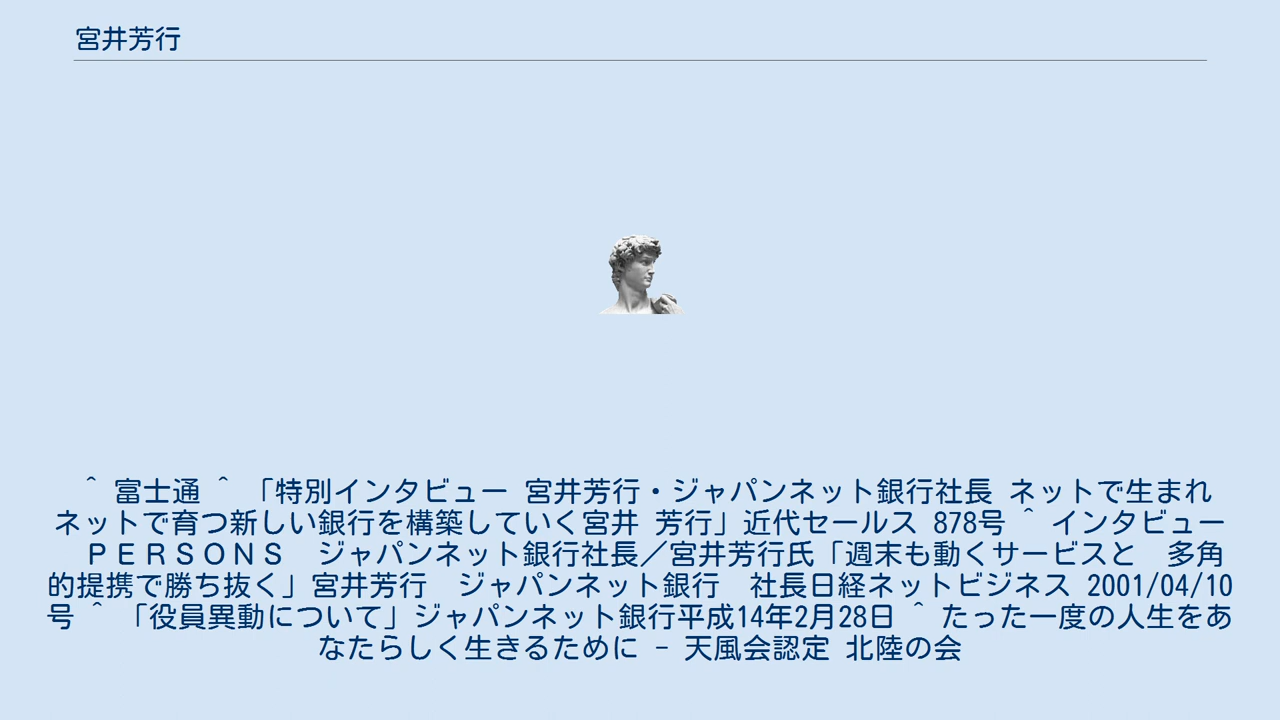 宮井芳行
＾ 富士通 ＾ 「特別インタビュー 宮井芳行・ジャパンネット銀行社長 ネットで生まれ
ネットで育つ新しい銀行を構築していく宮井 芳行」近代セールス 878号 ＾ インタビュー
ＰＥＲＳＯＮＳ　ジャパンネット銀行社長／宮井芳行氏「週末も動くサービスと　多角
的提携で勝ち抜く」宮井芳行　ジャパンネット銀行　社長日経ネットビジネス 2001/04/10
号 ＾ 「役員異動について」ジャパンネット銀行平成14年2月28日 ＾ たった一度の人生をあ
なたらしく生きるために − 天風会認定 北陸の会